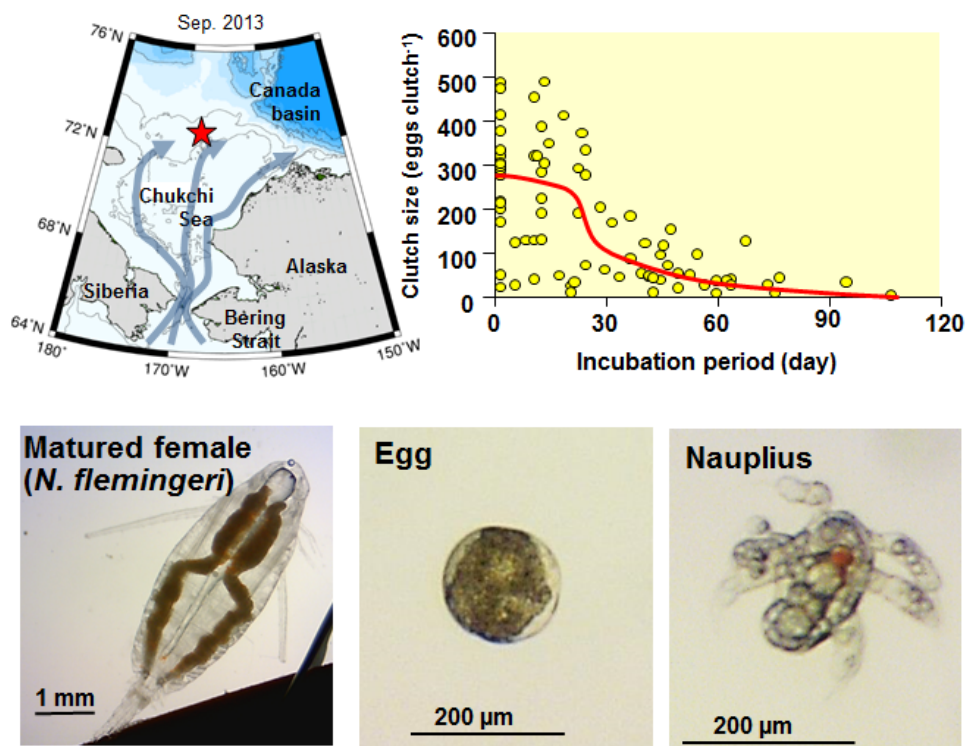 Sep. 2013
76˚N
72˚N
68˚N
64˚N
180˚
170˚W
160˚W
150˚W
Canada
basin
Chukchi
Sea
Siberia
Alaska
Bering
Strait
Clutch size (eggs clutch⁻¹)
600
500
400
300
200
100
0
0 30 60 90 120
Incubation period (day)
Matured female
(N. flemingeri)
1 mm
Egg
200 µm
Nauplius
200 µm